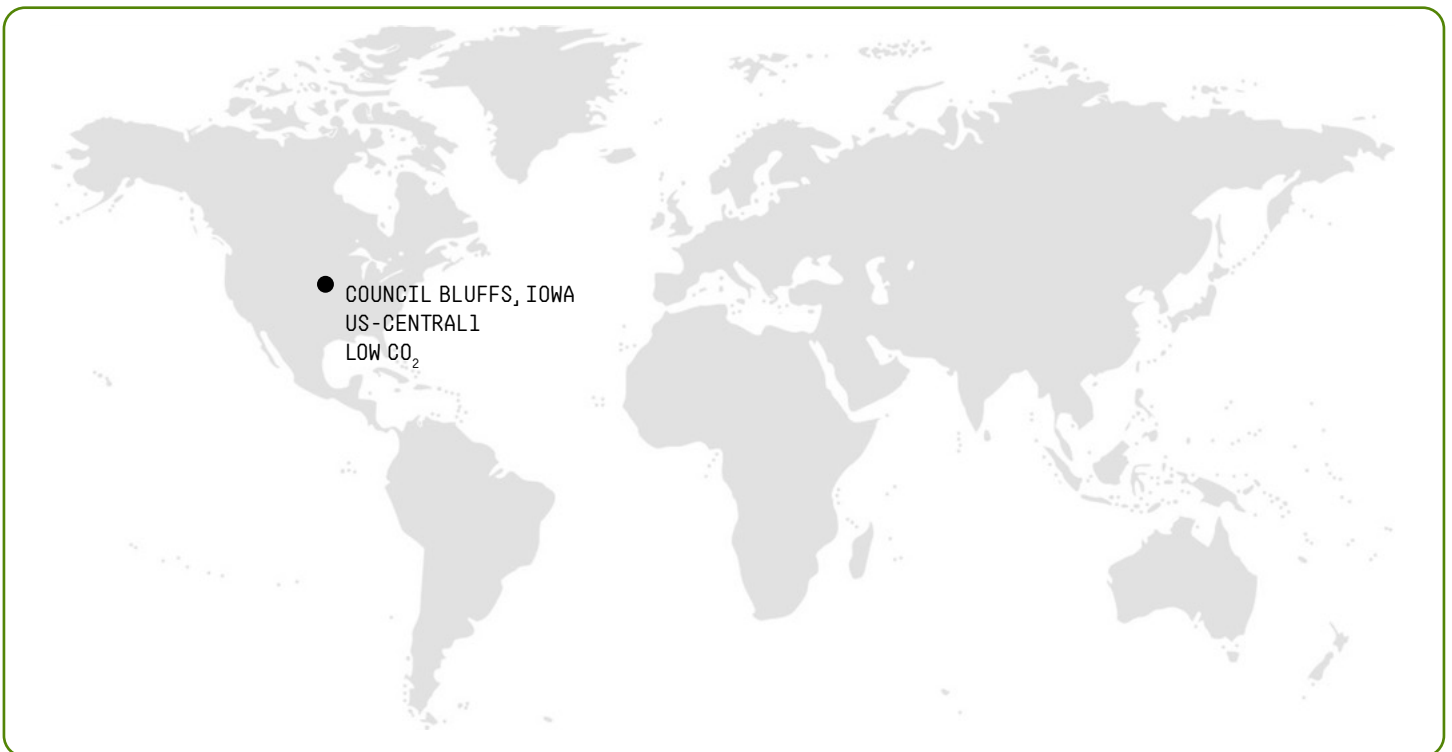 COUNCIL BLUFFS, IOWA
US-CENTRAL1
LOW CO₂